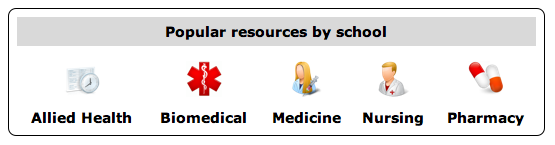 Popular resources by school
Allied Health Biomedical Medicine Nursing Pharmacy